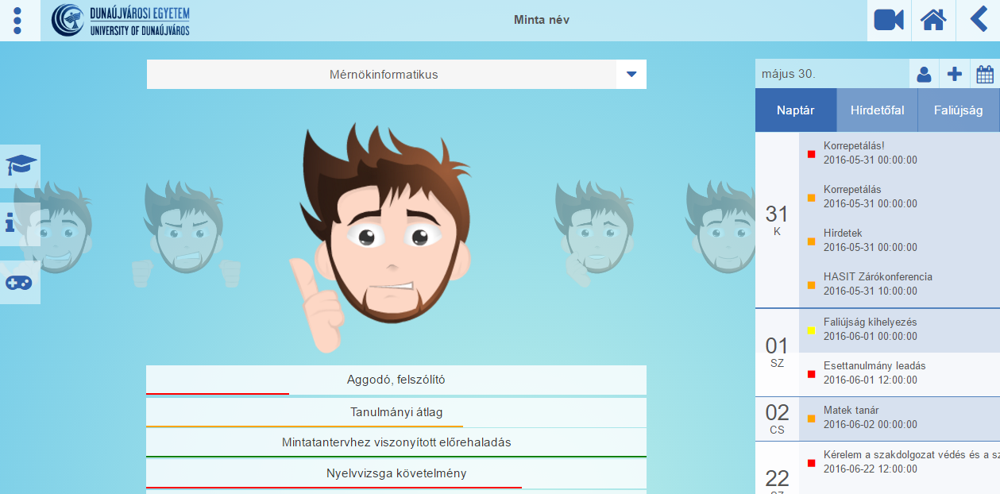 DUNAÚJVÁROSI EGYETEM
UNIVERSITY OF DUNAÚJVÁROS
Minta név
Mérnökinformatikus
Aggodó, felszólító
Tanulmányi átlag
Mintatantervhez viszonyított előrehaladás
Nyelvvizsga követelmény
május 30.
Naptár
Hírdetőfal
Faliújság
31
K
Korrepetálás!
2016-05-31 00:00:00
Korrepetálás
2016-05-31 00:00:00
Hirdetek
2016-05-31 00:00:00
HASIT Zárókonferencia
2016-05-31 10:00:00
01
SZ
Faliújság kihelyezés
2016-06-01 00:00:00
Esettanulmány leadás
2016-06-01 12:00:00
02
CS
Matek tanár
2016-06-02 00:00:00
22
Kérelem a szakdolgozat védés és a sz
2016-06-22 12:00:00